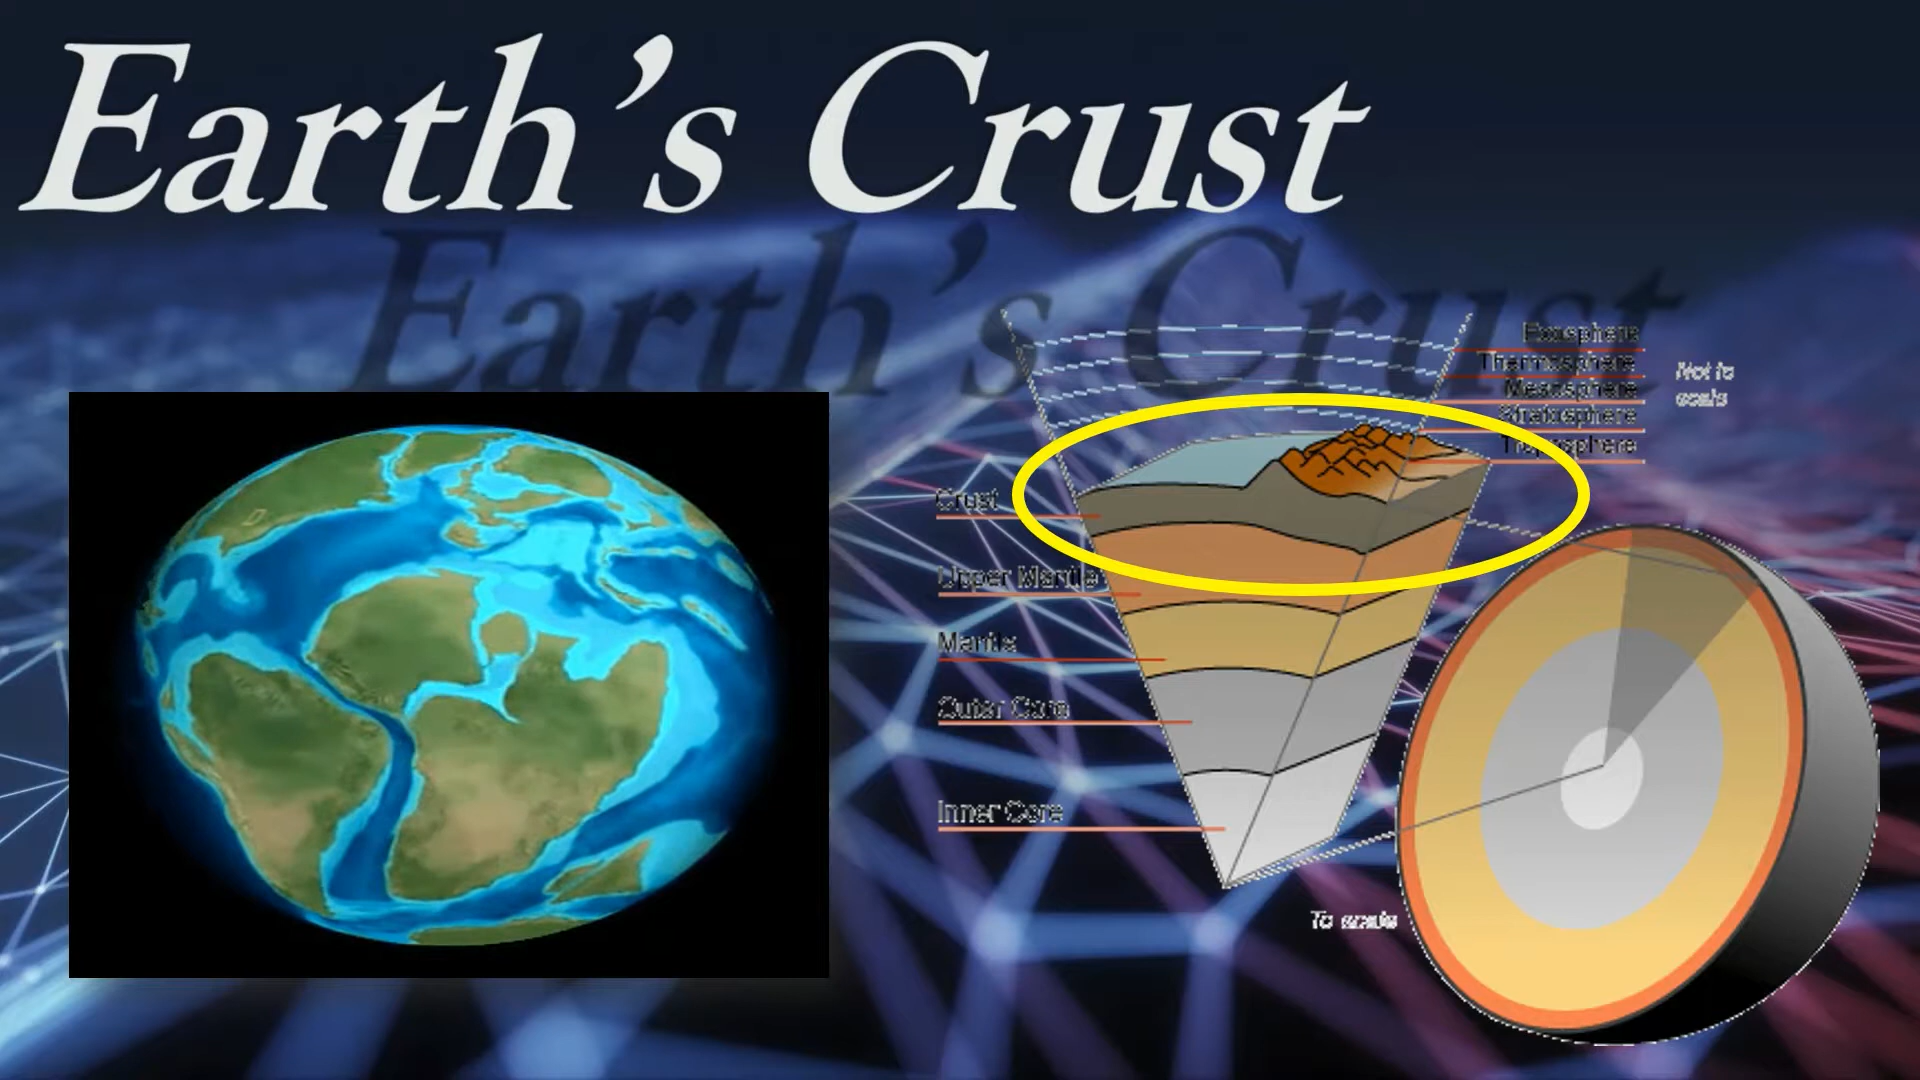 Earth's Crust
Earth's Crust
Exosphere
Thermosphere
Mesosphere
Stratosphere
Troposphere
Not to
scale
Crust
Upper Mantle
Mantle
Outer Core
Inner Core
To scale